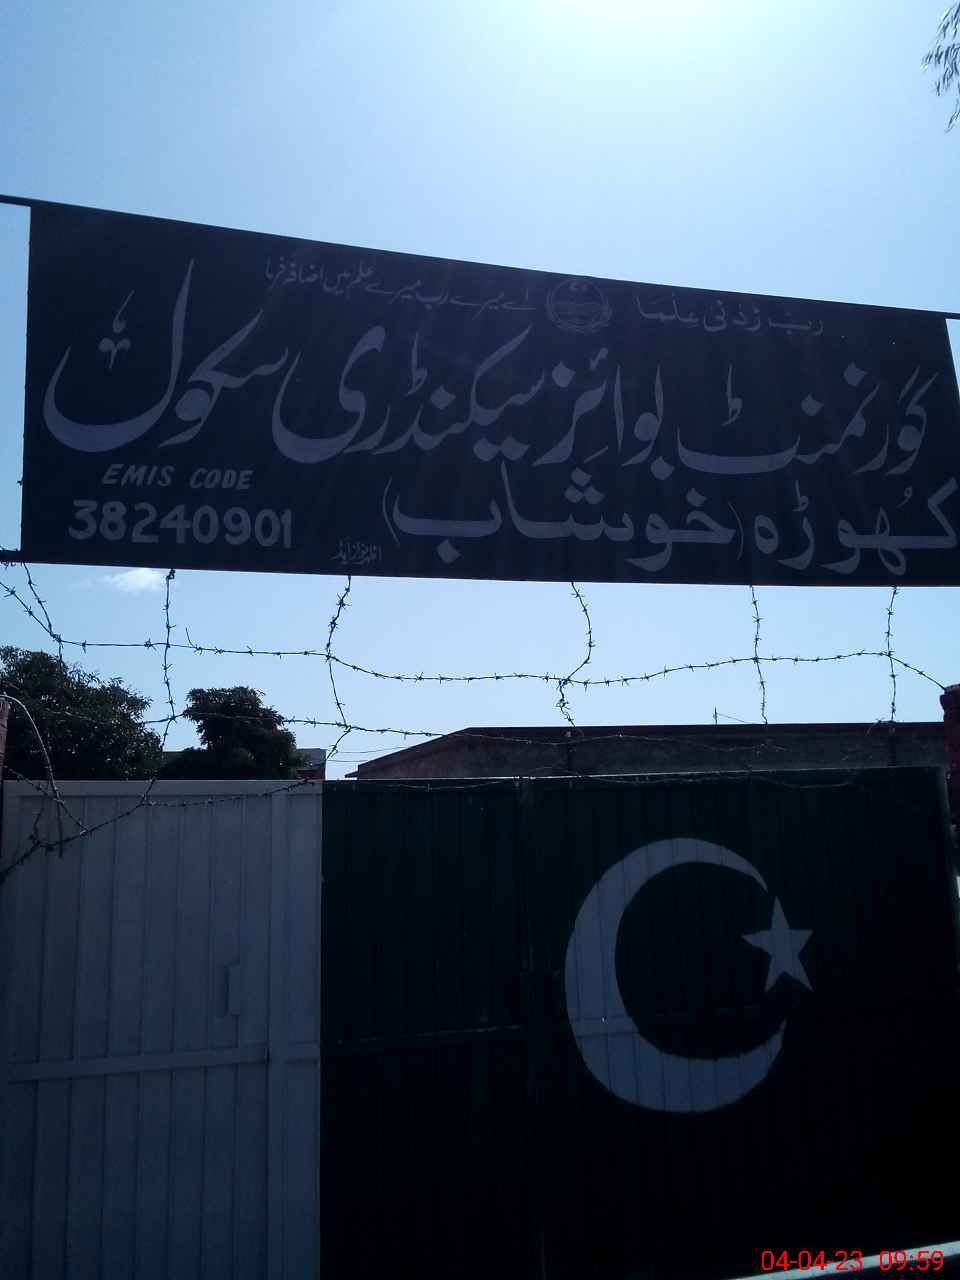 رب زدنی علما اے میرے رب میرے علم میں اضافہ فرما
گورنمنٹ بوائز سیکنڈری سکول
کھوڑہ (خوشاب)
EMIS CODE
38240901
04-04-23 09:59